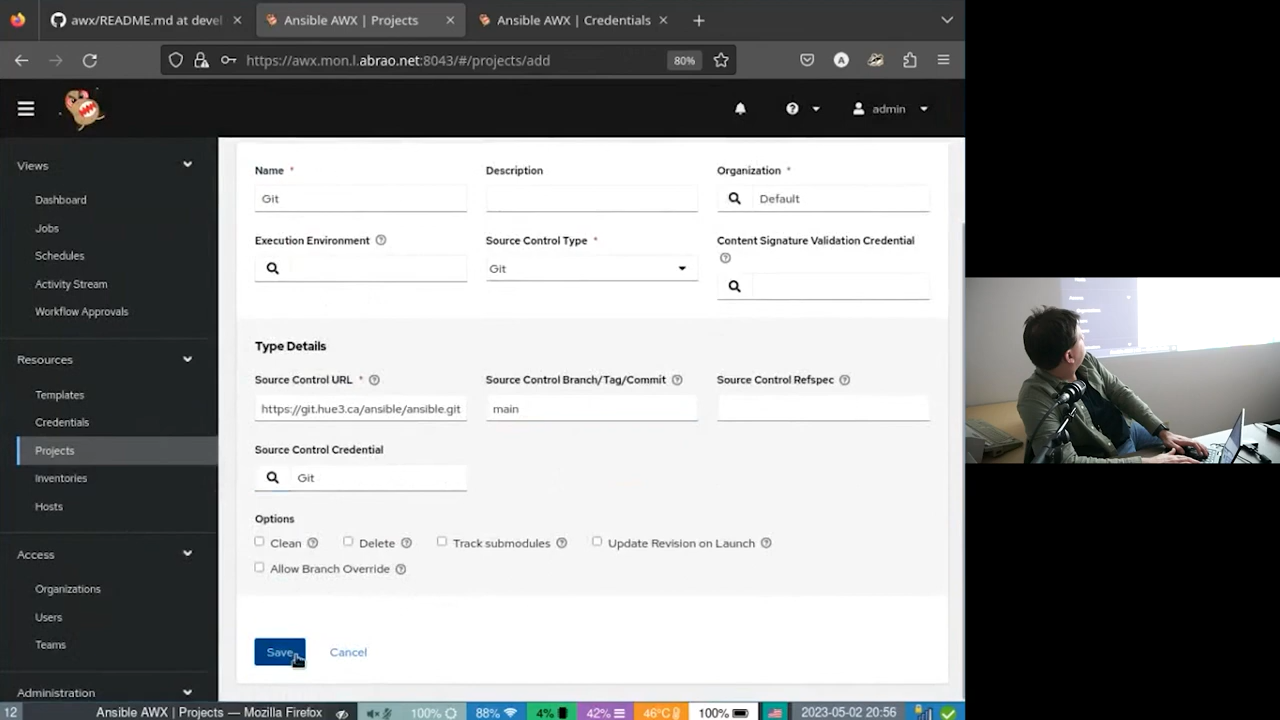 awx/README.md at devel
Ansible AWX | Projects
Ansible AWX | Credentials
https://awx.mon.l.abrao.net:8043/#/projects/add
80%
A
admin
Views
Dashboard
Jobs
Schedules
Activity Stream
Workflow Approvals
Resources
Templates
Credentials
Projects
Inventories
Hosts
Access
Organizations
Users
Teams
Administration
Name *
Description
Organization *
Git
Default
Execution Environment
Source Control Type *
Content Signature Validation Credential
Git
Type Details
Source Control URL *
Source Control Branch/Tag/Commit
Source Control Refspec
https://git.hue3.ca/ansible/ansible.git
main
Source Control Credential
Git
Options
Clean
Delete
Track submodules
Update Revision on Launch
Allow Branch Override
Save
Cancel
12
Ansible AWX | Projects — Mozilla Firefox
100%
88%
4%
42%
46°C
100%
2023-05-02 20:56